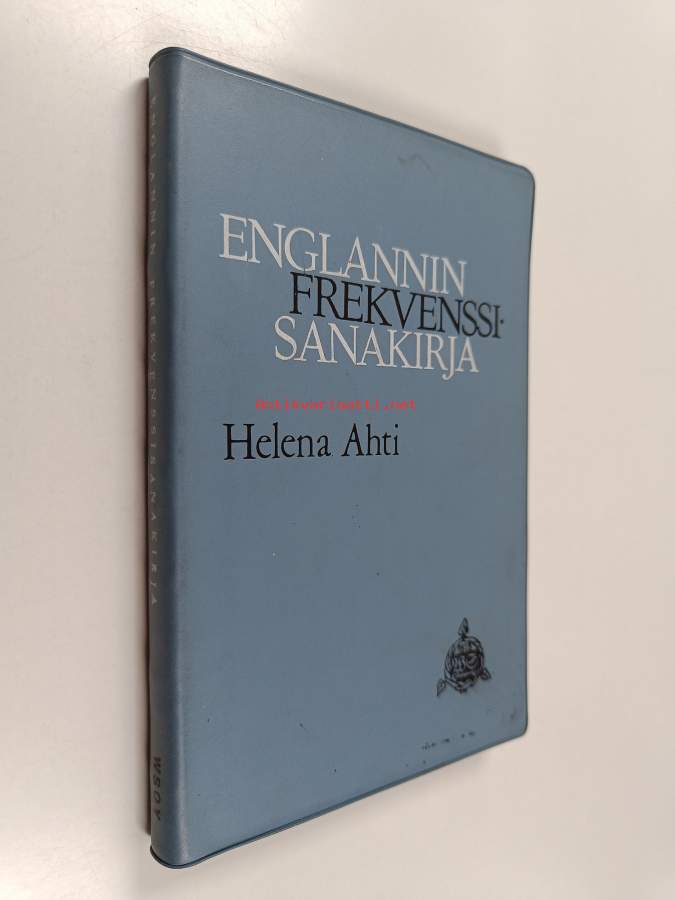 ENGLANNIN
FREKVENSSI-
SANAKIRJA
Antikvariaatti.net
Helena Ahti
ENGLANNIN FREKVENSSISANAKIRJA
WSOY